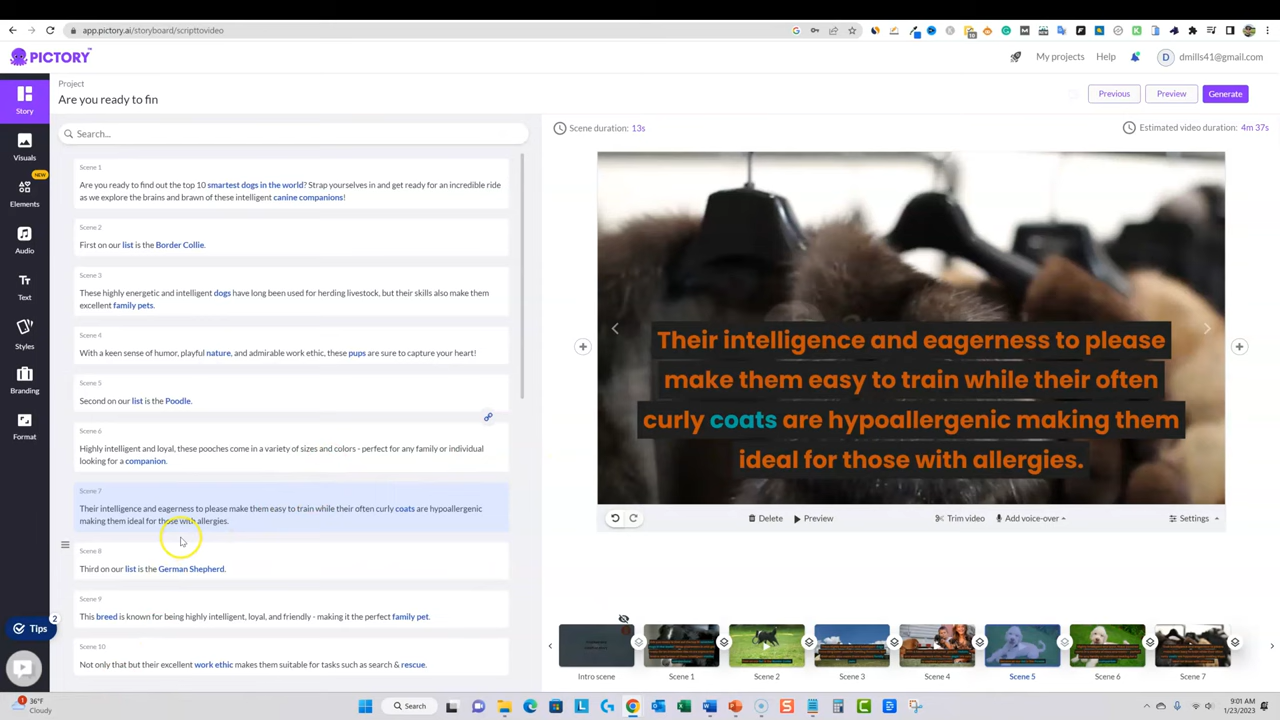 app.pictory.ai/storyboard/scripttovideo
PICTORY
My projects
Help
D
dmills41@gmail.com
Project
Are you ready to fin
Previous
Preview
Generate
Story
Visuals
NEW
Elements
Audio
Text
Styles
Branding
Format
Search...
Scene duration: 13s
Estimated video duration: 4m 37s
Scene 1
Are you ready to find out the top 10 smartest dogs in the world? Strap yourselves in and get ready for an incredible ride
as we explore the brains and brawn of these intelligent canine companions!
Scene 2
First on our list is the Border Collie.
Scene 3
These highly energetic and intelligent dogs have long been used for herding livestock, but their skills also make them
excellent family pets.
Scene 4
With a keen sense of humor, playful nature, and admirable work ethic, these pups are sure to capture your heart!
Scene 5
Second on our list is the Poodle.
Scene 6
Highly intelligent and loyal, these pooches come in a variety of sizes and colors - perfect for any family or individual
looking for a companion.
Scene 7
Their intelligence and eagerness to please make them easy to train while their often curly coats are hypoallergenic
making them ideal for those with allergies.
Scene 8
Third on our list is the German Shepherd.
Scene 9
This breed is known for being highly intelligent, loyal, and friendly - making it the perfect family pet.
Scene 10
Not only that but their excellent work ethic makes them suitable for tasks such as search & rescue.
Their intelligence and eagerness to please
make them easy to train while their often
curly coats are hypoallergenic making them
ideal for those with allergies.
Delete
Preview
Trim video
Add voice-over
Settings
Intro scene
Scene 1
Scene 2
Scene 3
Scene 4
Scene 5
Scene 6
Scene 7
Tips
2
1
36°F
Cloudy
Search
9:01 AM
1/23/2023